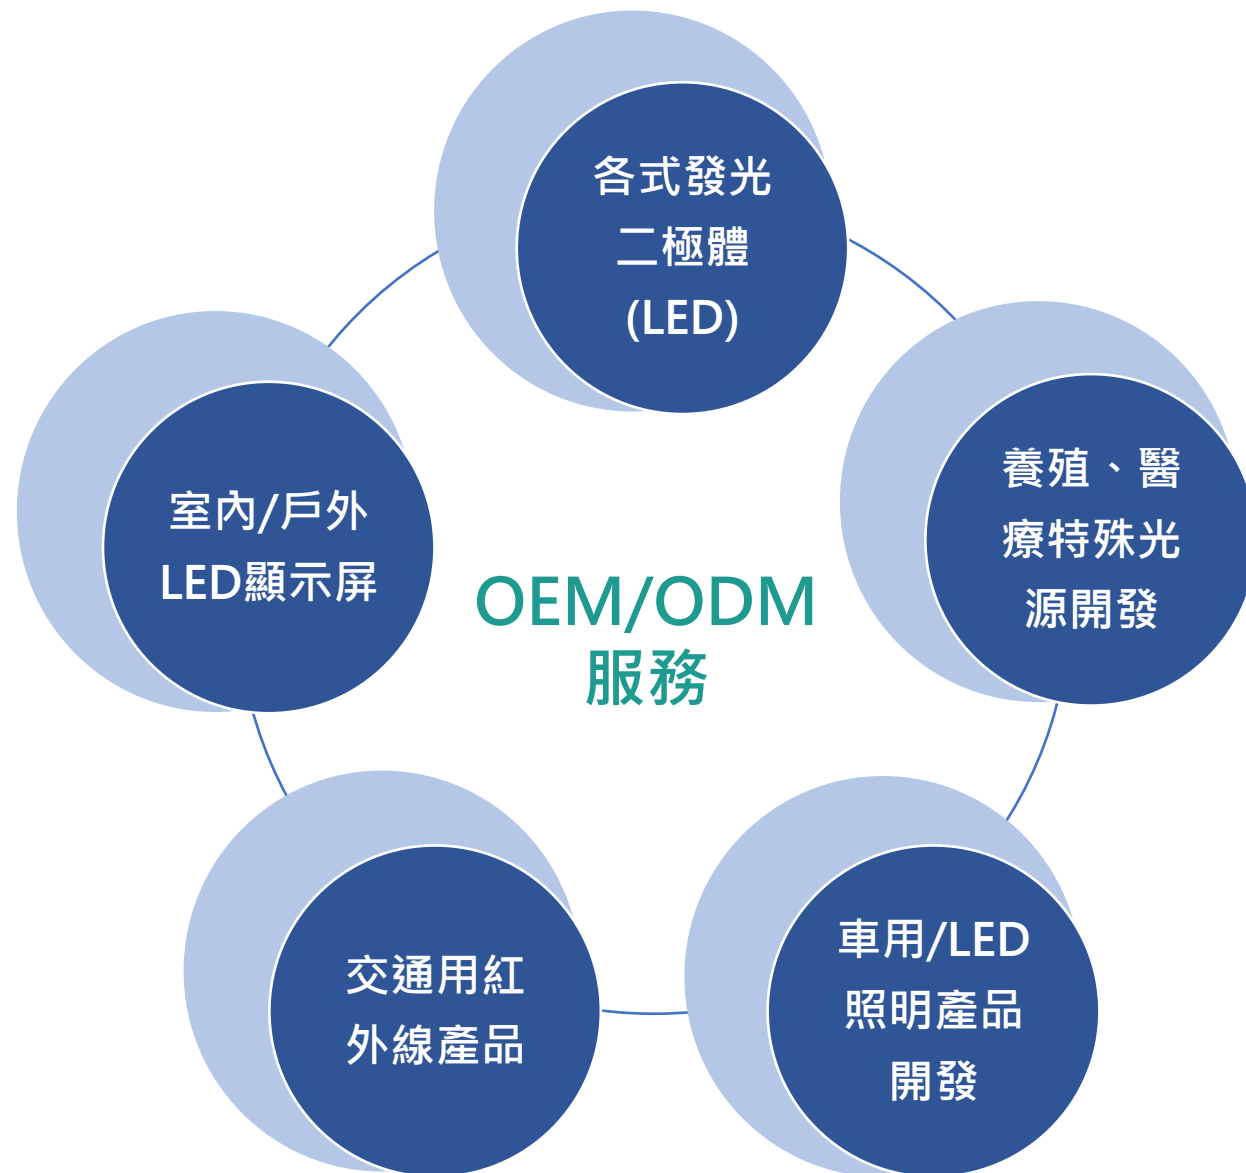 各式發光
二極體
(LED)
養殖、醫
療特殊光
源開發
車用/LED
照明產品
開發
交通用紅
外線產品
室內/戶外
LED顯示屏
OEM/ODM
服務